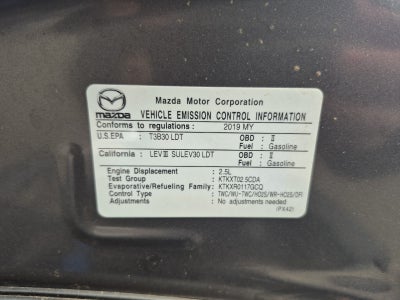 mazda
Mazda Motor Corporation
VEHICLE EMISSION CONTROL INFORMATION
Conforms to regulations : 2019 MY
U.S.EPA : T3B30 LDT OBD : II
Fuel : Gasoline
California : LEVIII SULEV30 LDT OBD : II
Fuel : Gasoline
Engine Displacement : 2.5L
Test Group : KTKXT02.5CDA
Evaporative/Refueling Family : KTKXR0117GCQ
Control Type : TWC/WU-TWC/HO2S/WR-HO2S/DFI
Adjustments : No adjustments needed
(PX42)